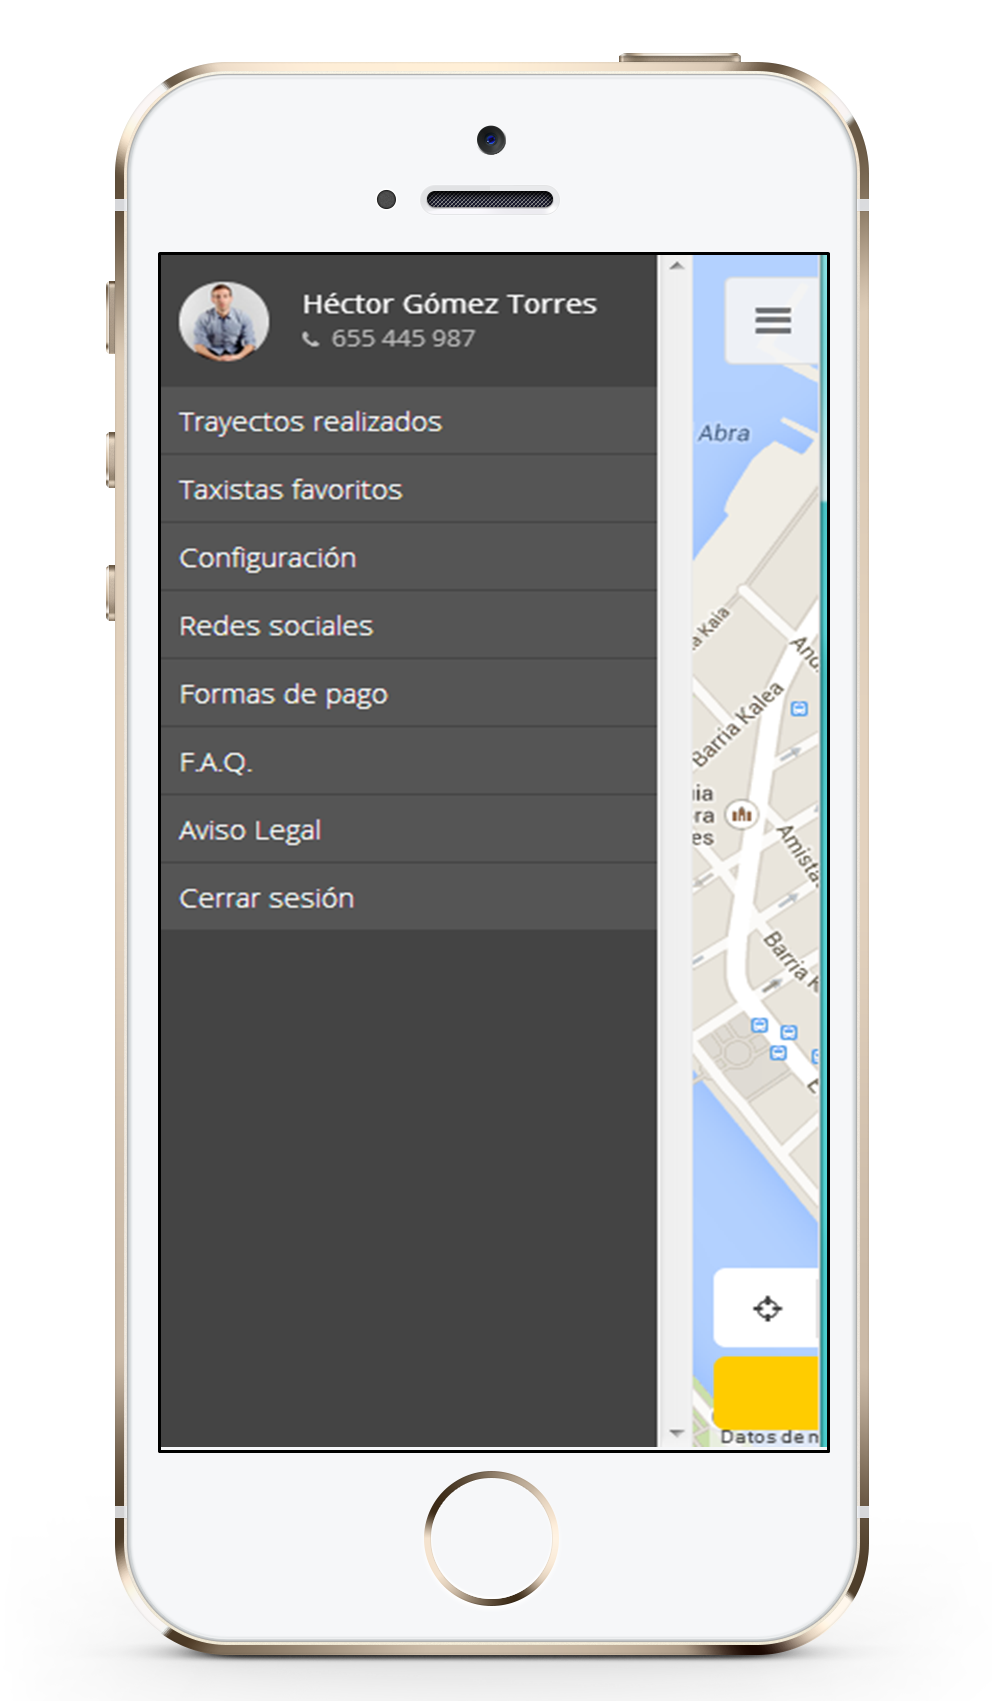 Héctor Gómez Torres
655 445 987
Trayectos realizados
Taxistas favoritos
Configuración
Redes sociales
Formas de pago
F.A.Q.
Aviso Legal
Cerrar sesión
Abra
a Kaia
And
Barria Kalea
ia
ra
es
Amista
Barria K
Datos de n